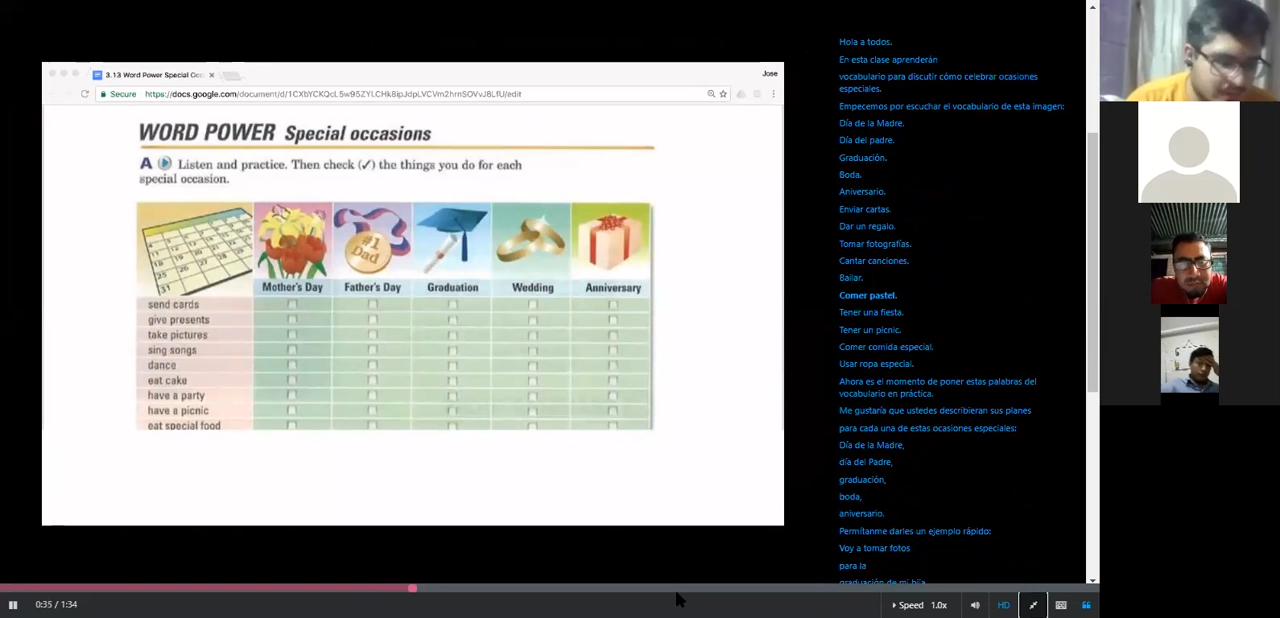 3.13 Word Power Special Occ
Jose
Secure https://docs.google.com/document/d/1CXbYCKQcL5w95ZYLCHk8ipJdpLVCVm2hrnSOVvJ8LfU/edit
WORD POWER Special occasions
A Listen and practice. Then check (✓) the things you do for each
special occasion.
#1
Dad
Mother's Day Father's Day Graduation Wedding Anniversary
send cards
give presents
take pictures
sing songs
dance
eat cake
have a party
have a picnic
eat special food
Hola a todos.
En esta clase aprenderán
vocabulario para discutir cómo celebrar ocasiones
especiales.
Empecemos por escuchar el vocabulario de esta imagen:
Día de la Madre.
Día del padre.
Graduación.
Boda.
Aniversario.
Enviar cartas.
Dar un regalo.
Tomar fotografías.
Cantar canciones.
Bailar.
Comer pastel.
Tener una fiesta.
Tener un picnic.
Comer comida especial.
Usar ropa especial.
Ahora es el momento de poner estas palabras del
vocabulario en práctica.
Me gustaría que ustedes describieran sus planes
para cada una de estas ocasiones especiales:
Día de la Madre,
día del Padre,
graduación,
boda,
aniversario.
Permítanme darles un ejemplo rápido:
Voy a tomar fotos
para la
graduación de mi hija
0:35 / 1:34
Speed 1.0x
HD